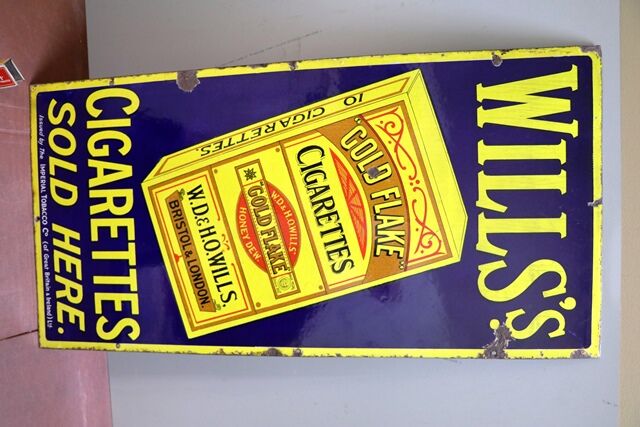 WILLS'S.
10 CIGARETTES
"GOLD FLAKE"
CIGARETTES
W.D.& H.O.WILLS'
"GOLD FLAKE"
HONEY DEW.
W.D.& H.O.WILLS.
BRISTOL & LONDON.
CIGARETTES
SOLD HERE.
Issued by The IMPERIAL TOBACCO Co. (of Great Britain & Ireland) Ltd